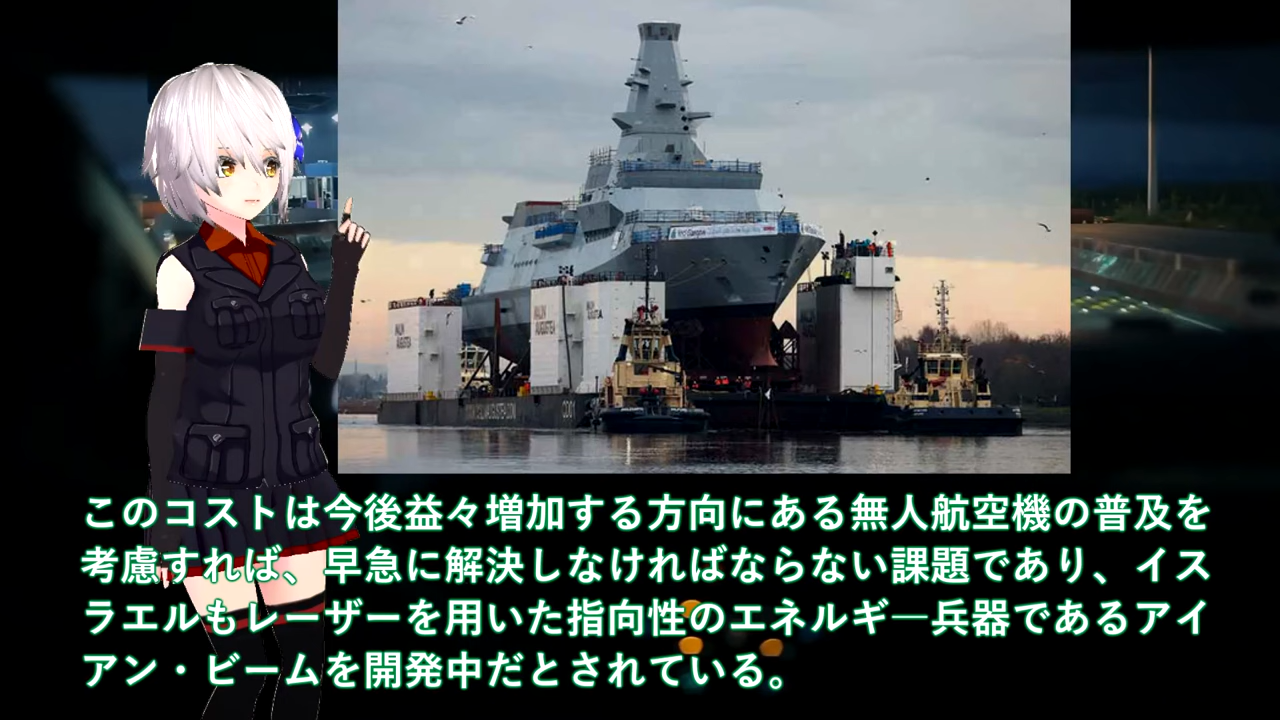 MALIN
AUGUSTEA
MALIN
AUGUSTEA
このコストは今後益々増加する方向にある無人航空機の普及を
考慮すれば、早急に解決しなければならない課題であり、イス
ラエルもレーザーを用いた指向性のエネルギ―兵器であるアイ
アン・ビームを開発中だとされている。